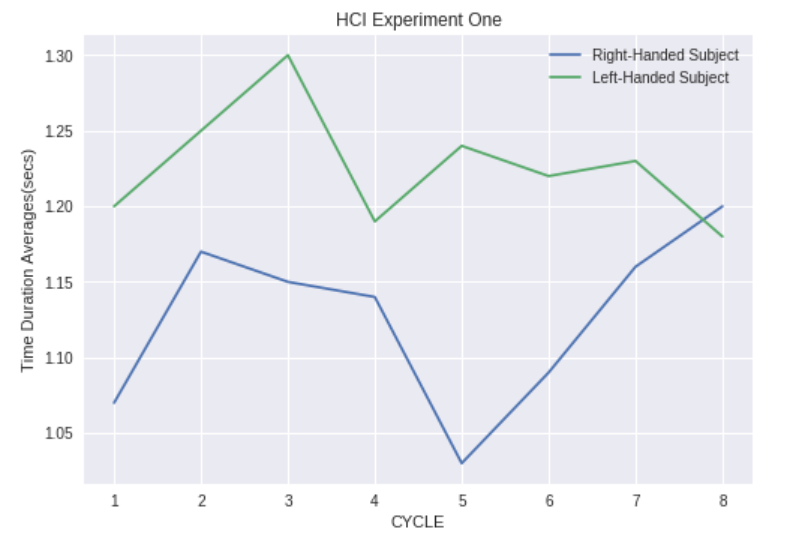 HCI Experiment One
Right-Handed Subject
Left-Handed Subject
Time Duration Averages(secs)
1.30
1.25
1.20
1.15
1.10
1.05
1 2 3 4 5 6 7 8
CYCLE